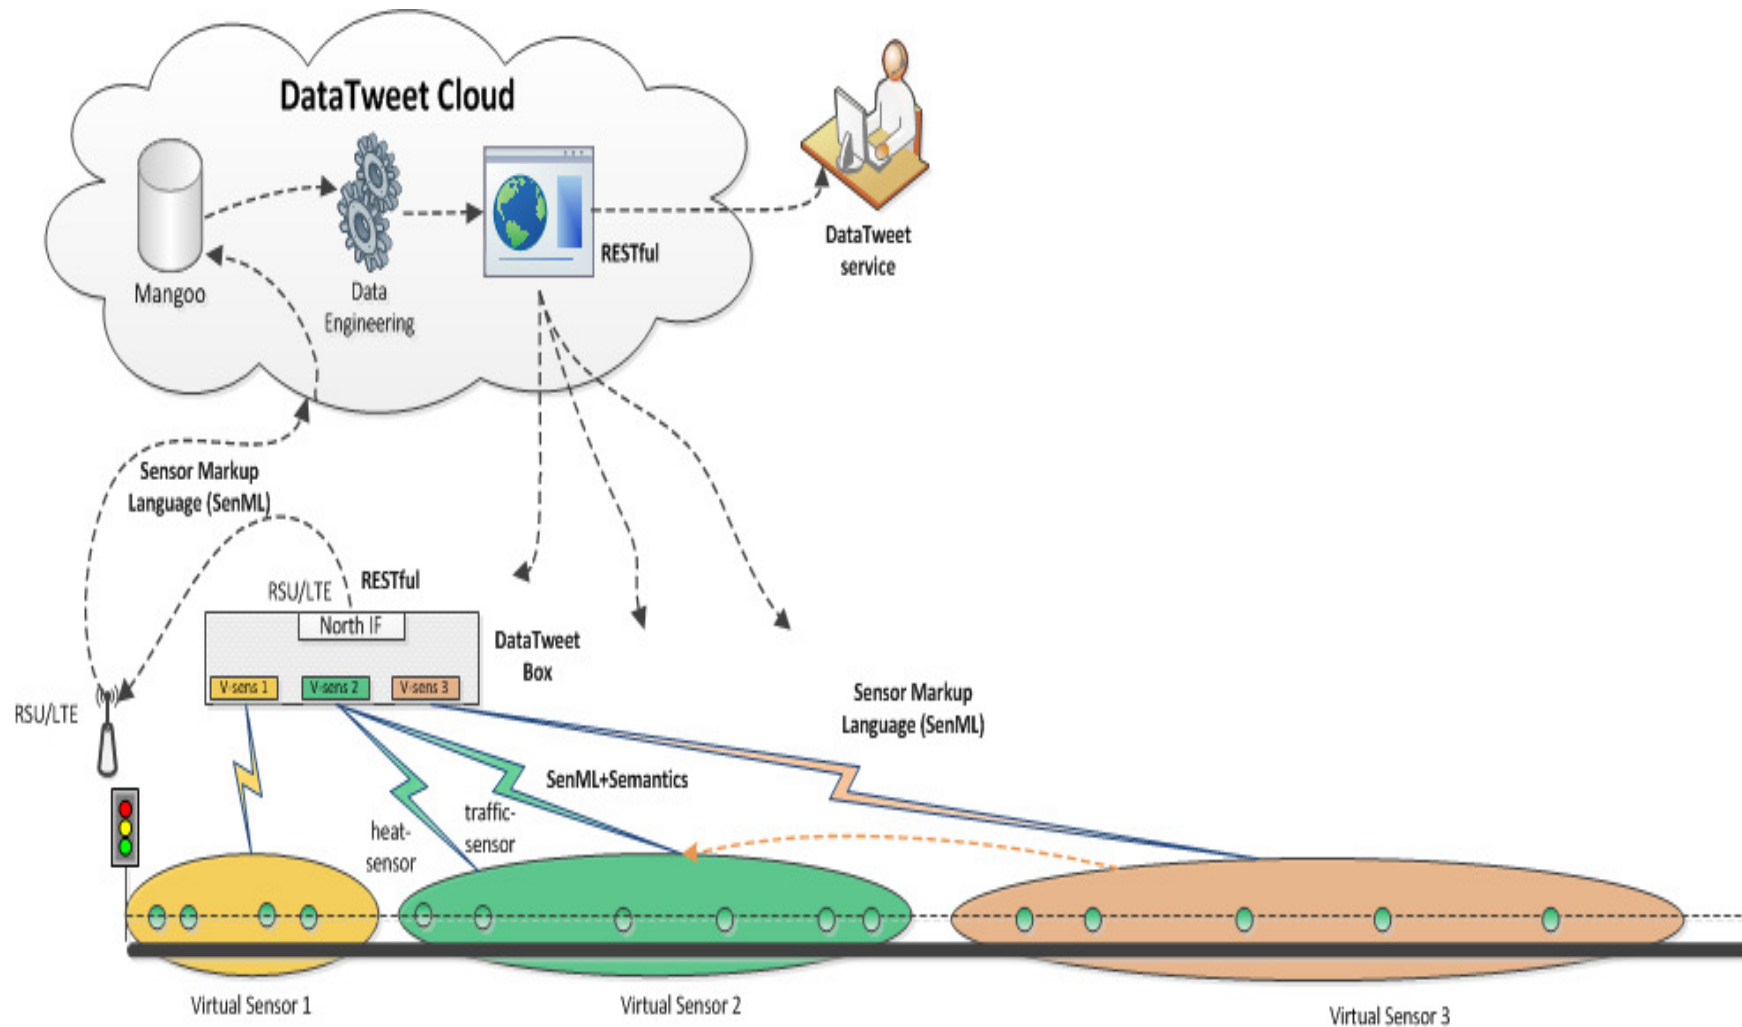 DataTweet Cloud
Mangoo
Data
Engineering
RESTful
DataTweet
service
Sensor Markup
Language (SenML)
RSU/LTE
RESTful
North IF
V-sens 1
V-sens 2
V-sens 3
DataTweet
Box
RSU/LTE
Sensor Markup
Language (SenML)
SenML+Semantics
heat-
sensor
traffic-
sensor
Virtual Sensor 1
Virtual Sensor 2
Virtual Sensor 3